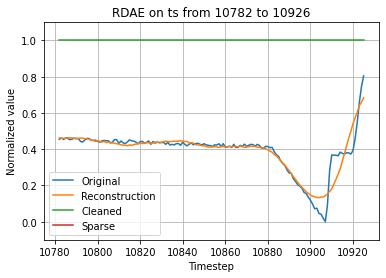 RDAE on ts from 10782 to 10926
Normalized value
1.0
0.8
0.6
0.4
0.2
0.0
Original
Reconstruction
Cleaned
Sparse
10780 10800 10820 10840 10860 10880 10900 10920
Timestep